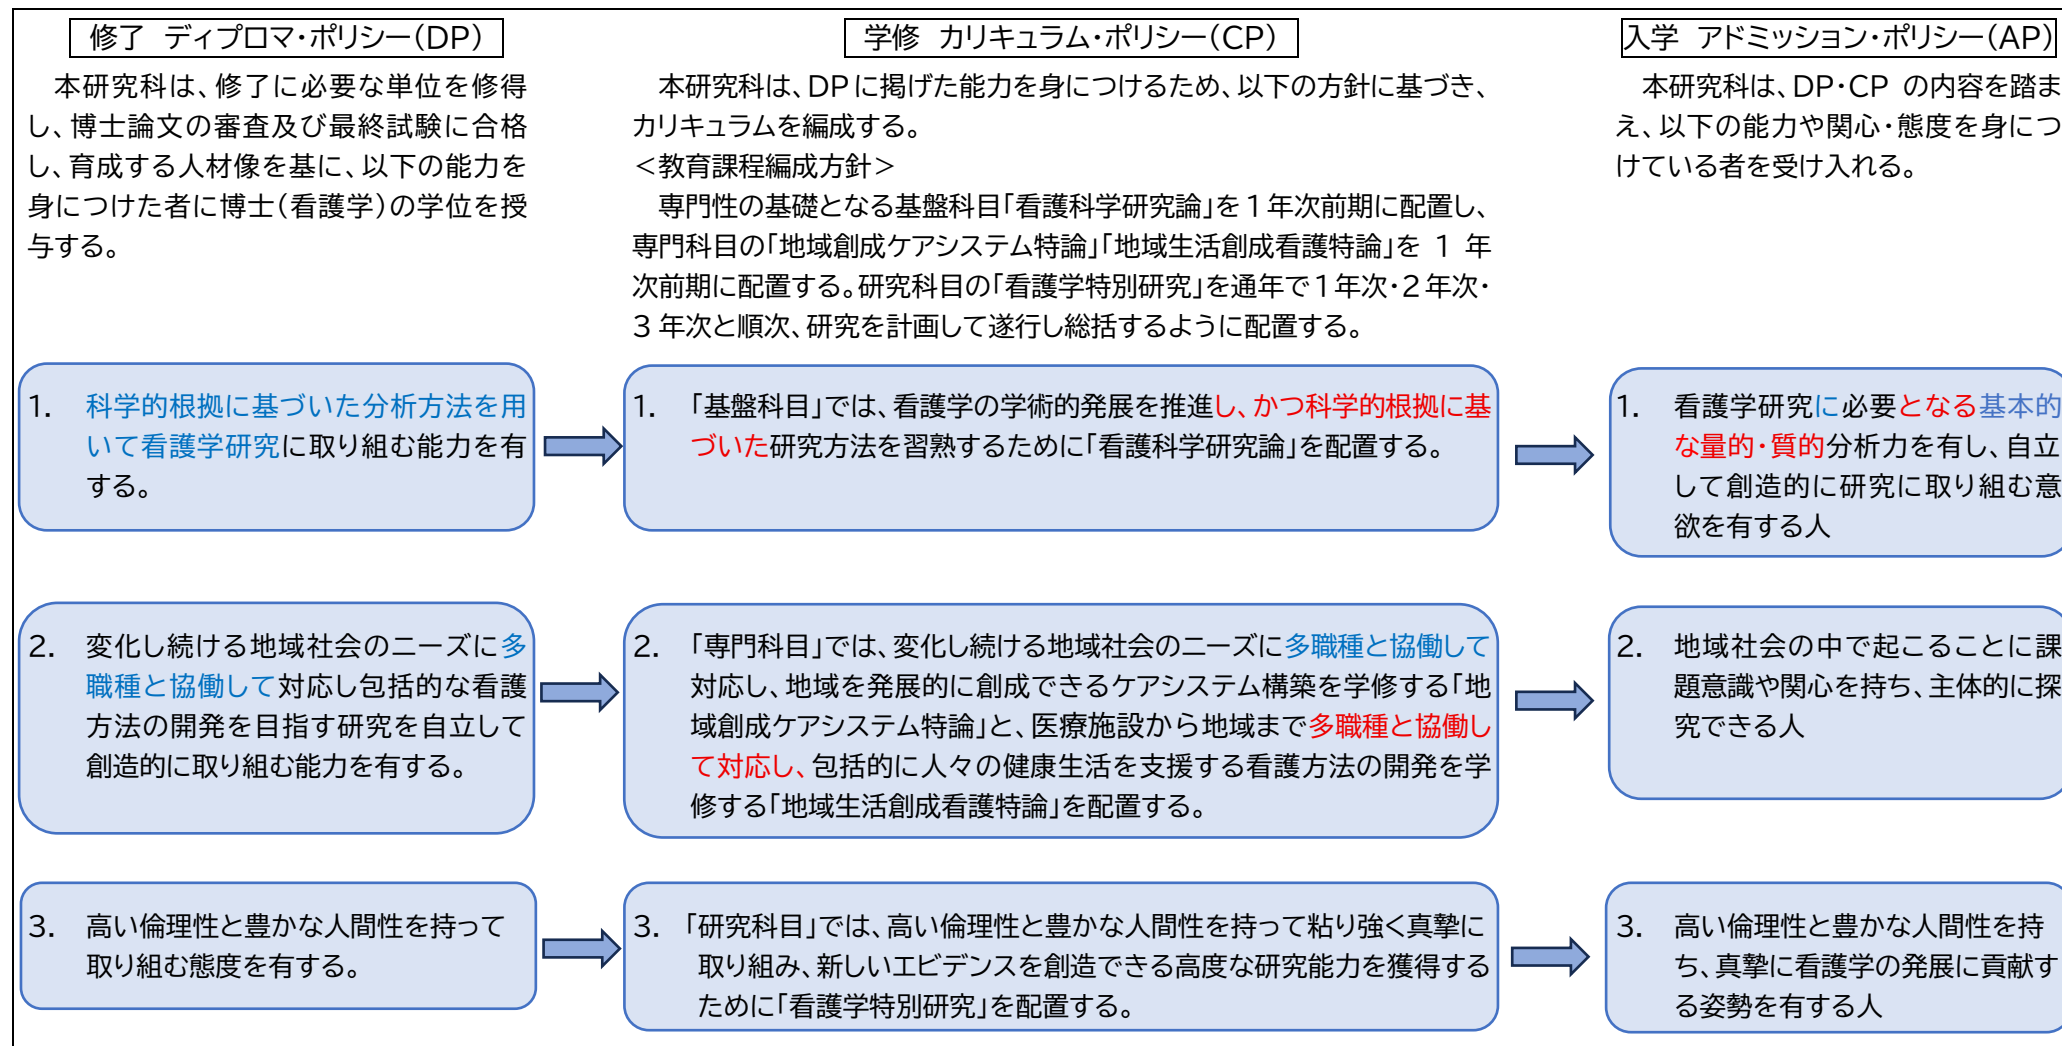 修了　ディプロマ・ポリシー（DP）
本研究科は、修了に必要な単位を修得
し、博士論文の審査及び最終試験に合格
し、育成する人材像を基に、以下の能力を
身につけた者に博士（看護学）の学位を授
与する。
1.　科学的根拠に基づいた分析方法を用
いて看護学研究に取り組む能力を有
する。
2.　変化し続ける地域社会のニーズに多
職種と協働して対応し包括的な看護
方法の開発を目指す研究を自立して
創造的に取り組む能力を有する。
3.　高い倫理性と豊かな人間性を持って
取り組む態度を有する。
学修　カリキュラム・ポリシー（CP）
本研究科は、DPに掲げた能力を身につけるため、以下の方針に基づき、
カリキュラムを編成する。
＜教育課程編成方針＞
専門性の基礎となる基盤科目「看護科学研究論」を1年次前期に配置し、
専門科目の「地域創成ケアシステム特論」「地域生活創成看護特論」を 1 年
次前期に配置する。研究科目の「看護学特別研究」を通年で1年次・2年次・
3年次と順次、研究を計画して遂行し総括するように配置する。
1.　「基盤科目」では、看護学の学術的発展を推進し、かつ科学的根拠に基
づいた研究方法を習熟するために「看護科学研究論」を配置する。
2.　「専門科目」では、変化し続ける地域社会のニーズに多職種と協働して
対応し、地域を発展的に創成できるケアシステム構築を学修する「地
域創成ケアシステム特論」と、医療施設から地域まで多職種と協働し
て対応し、包括的に人々の健康生活を支援する看護方法の開発を学
修する「地域生活創成看護特論」を配置する。
3.　「研究科目」では、高い倫理性と豊かな人間性を持って粘り強く真摯に
取り組み、新しいエビデンスを創造できる高度な研究能力を獲得する
ために「看護学特別研究」を配置する。
入学　アドミッション・ポリシー（AP）
本研究科は、DP・CP の内容を踏ま
え、以下の能力や関心・態度を身につ
けている者を受け入れる。
1.　看護学研究に必要となる基本的
な量的・質的分析力を有し、自立
して創造的に研究に取り組む意
欲を有する人
2.　地域社会の中で起こることに課
題意識や関心を持ち、主体的に探
究できる人
3.　高い倫理性と豊かな人間性を持
ち、真摯に看護学の発展に貢献す
る姿勢を有する人